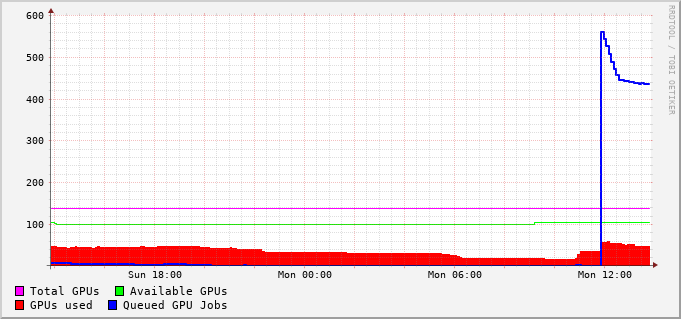 600
500
400
300
200
100
Sun 18:00
Mon 00:00
Mon 06:00
Mon 12:00
Total GPUs
Available GPUs
GPUs used
Queued GPU Jobs
RRDTOOL / TOBI OETIKER